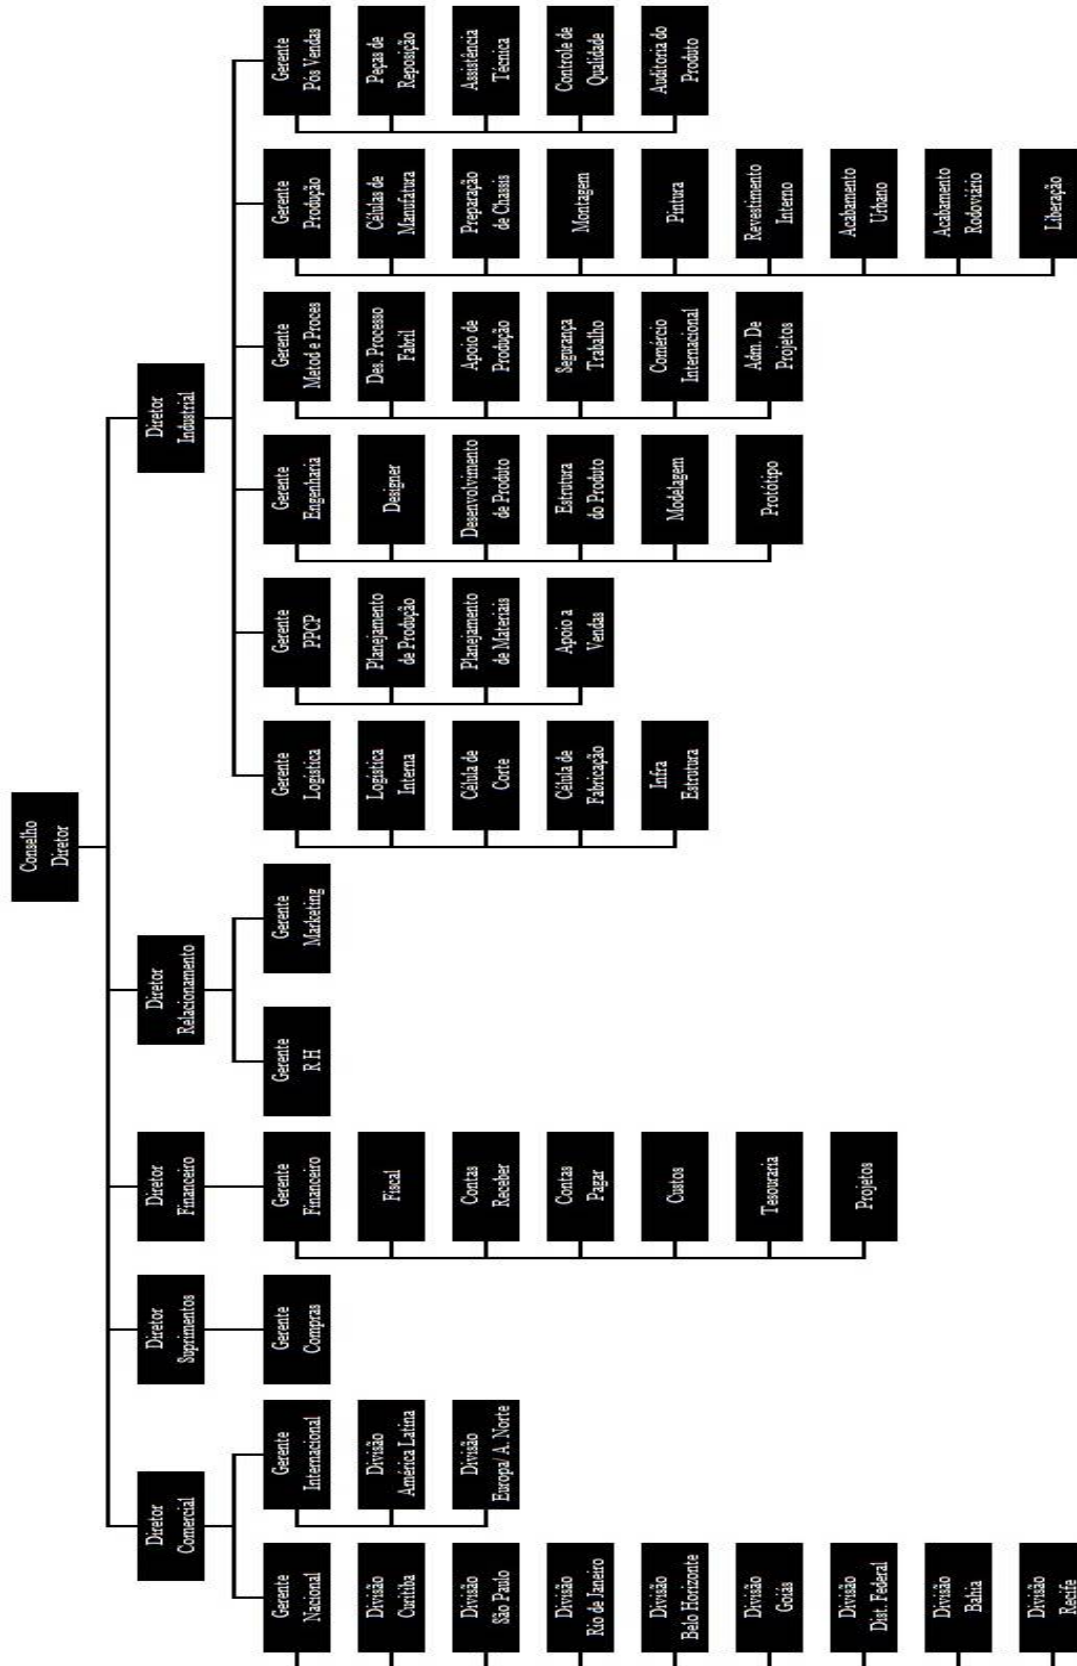 Conselho
Diretor
Diretor
Comercial
Diretor
Suprimentos
Diretor
Financeiro
Diretor
Relacionamento
Diretor
Industrial
Gerente
Nacional
Divisão
Curitiba
Divisão
São Paulo
Divisão
Rio de Janeiro
Divisão
Belo Horizonte
Divisão
Goiás
Divisão
Dist. Federal
Divisão
Bahia
Divisão
Recife
Gerente
Internacional
Divisão
América Latina
Divisão
Europa/ A. Norte
Gerente
Compras
Gerente
Financeiro
Fiscal
Contas
Receber
Contas
Pagar
Custos
Tesouraria
Projetos
Gerente
R.H
Gerente
Marketing
Gerente
Logística
Logística
Interna
Célula de
Corte
Célula de
Fabricação
Infra
Estrutura
Gerente
PPCP
Planejamento
de Produção
Planejamento
de Materiais
Apoio a
Vendas
Gerente
Engenharia
Designer
Desenvolvimento
de Produto
Estrutura
do Produto
Modelagem
Protótipo
Gerente
Metod e Proces
Des. Processo
Fabril
Apoio de
Produção
Segurança
Trabalho
Comércio
Internacional
Adm. De
Projetos
Gerente
Produção
Células de
Manufatura
Preparação
de Chassis
Montagem
Pintura
Revestimento
Interno
Acabamento
Urbano
Acabamento
Rodoviário
Liberação
Gerente
Pós Vendas
Peças de
Reposição
Assistência
Técnica
Controle de
Qualidade
Auditoria do
Produto